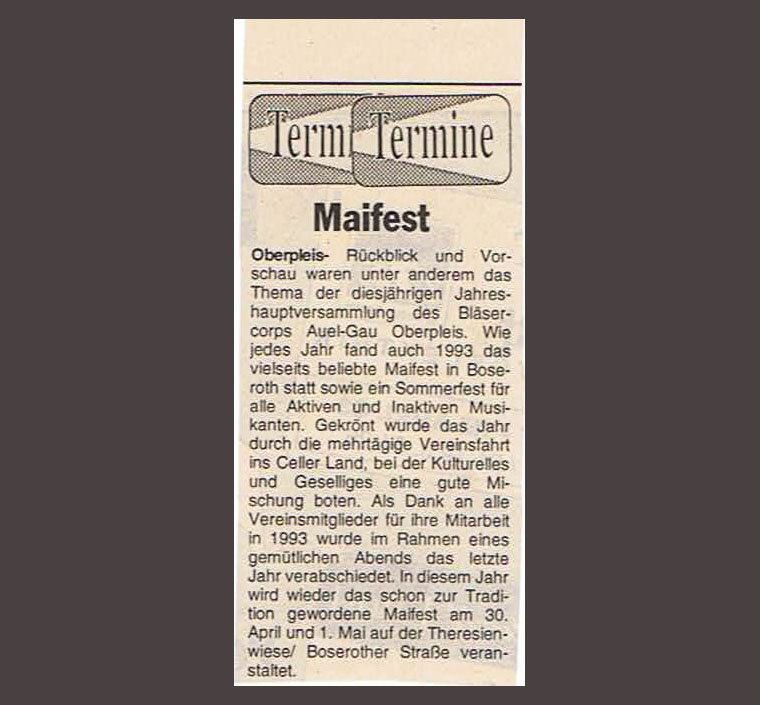 Termi Termine
Maifest
Oberpleis- Rückblick und Vor-
schau waren unter anderem das
Thema der diesjährigen Jahres-
hauptversammlung des Bläser-
corps Auel-Gau Oberpleis. Wie
jedes Jahr fand auch 1993 das
vielseits beliebte Maifest in Bose-
roth statt sowie ein Sommerfest für
alle Aktiven und Inaktiven Musi-
kanten. Gekrönt wurde das Jahr
durch die mehrtägige Vereinsfahrt
ins Celler Land, bei der Kulturelles
und Geselliges eine gute Mi-
schung boten. Als Dank an alle
Vereinsmitglieder für ihre Mitarbeit
in 1993 wurde im Rahmen eines
gemütlichen Abends das letzte
Jahr verabschiedet. In diesem Jahr
wird wieder das schon zur Tradi-
tion gewordene Maifest am 30.
April und 1. Mai auf der Theresien-
wiese/ Boserother Straße veran-
staltet.